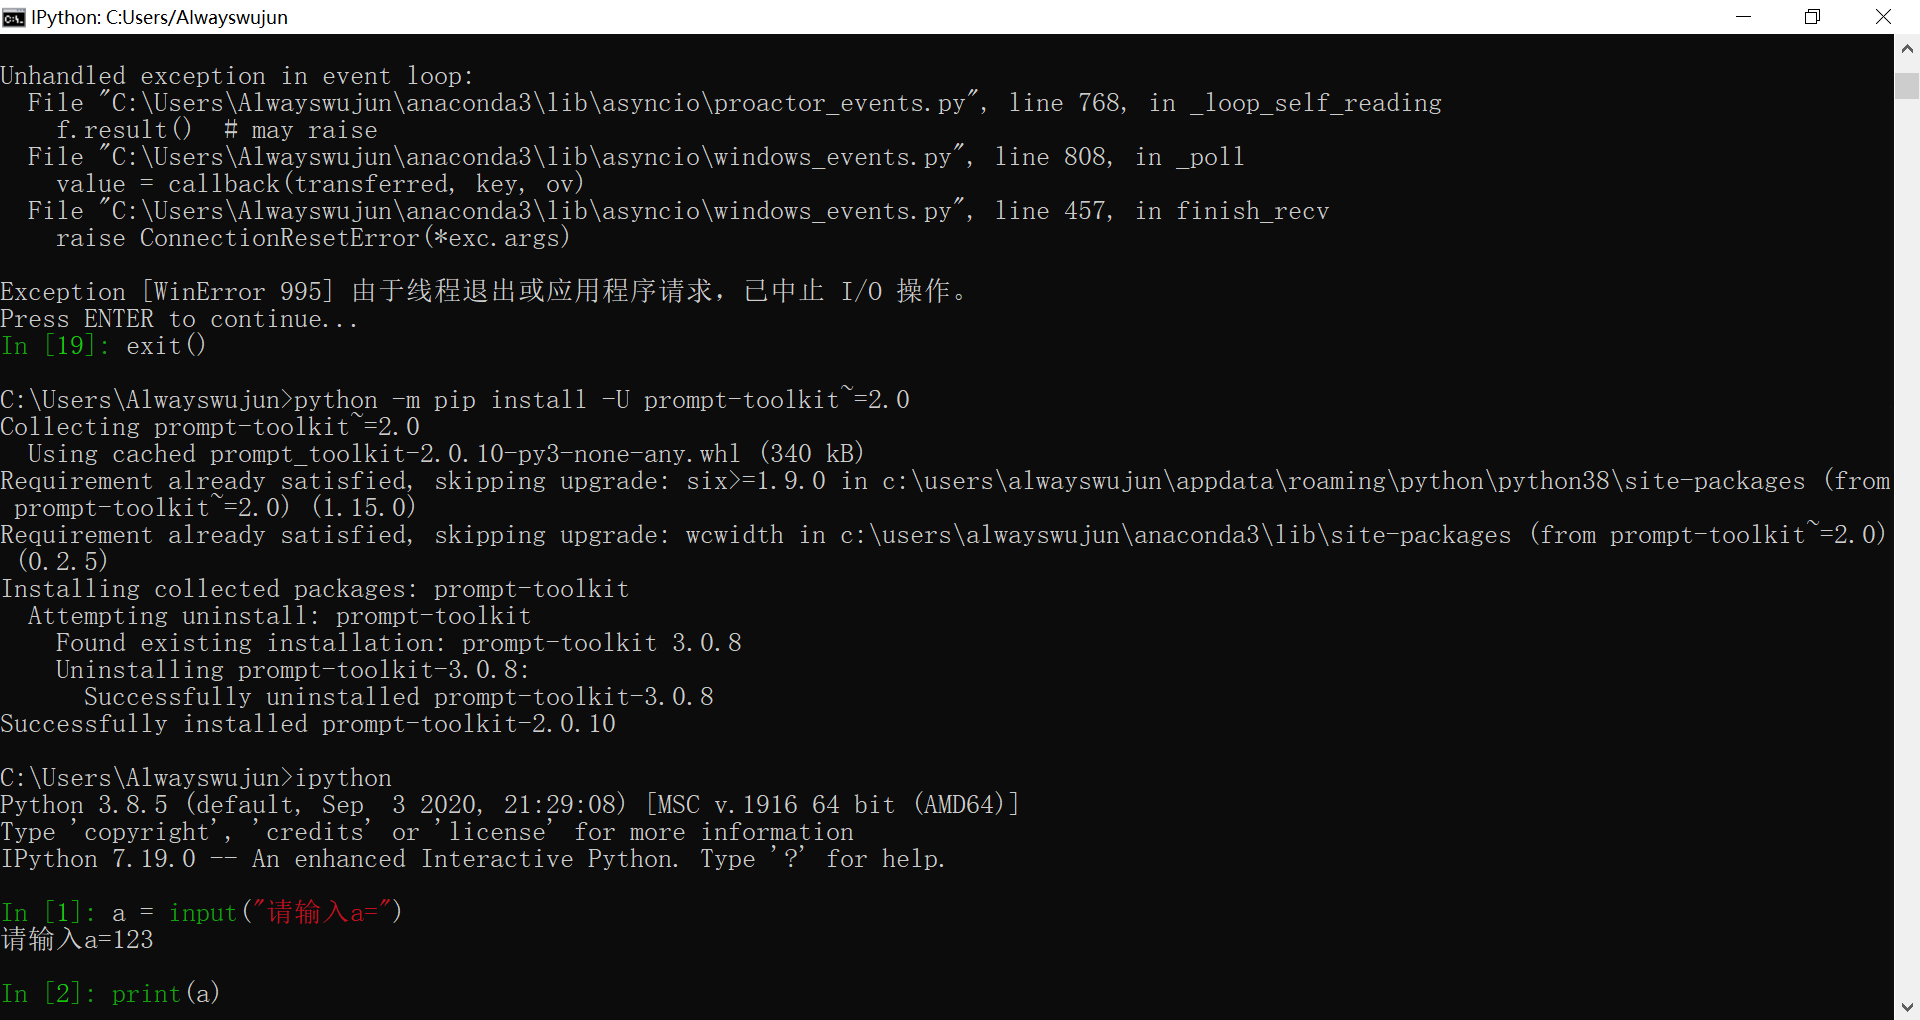 IPython: C:Users/Alwayswujun
Unhandled exception in event loop:
  File "C:\Users\Alwayswujun\anaconda3\lib\asyncio\proactor_events.py", line 768, in _loop_self_reading
    f.result()  # may raise
  File "C:\Users\Alwayswujun\anaconda3\lib\asyncio\windows_events.py", line 808, in _poll
    value = callback(transferred, key, ov)
  File "C:\Users\Alwayswujun\anaconda3\lib\asyncio\windows_events.py", line 457, in finish_recv
    raise ConnectionResetError(*exc.args)
Exception [WinError 995] 由于线程退出或应用程序请求，已中止 I/O 操作。
Press ENTER to continue...
In [19]: exit()
C:\Users\Alwayswujun>python -m pip install -U prompt-toolkit~=2.0
Collecting prompt-toolkit~=2.0
  Using cached prompt_toolkit-2.0.10-py3-none-any.whl (340 kB)
Requirement already satisfied, skipping upgrade: six>=1.9.0 in c:\users\alwayswujun\appdata\roaming\python\python38\site-packages (from
 prompt-toolkit~=2.0) (1.15.0)
Requirement already satisfied, skipping upgrade: wcwidth in c:\users\alwayswujun\anaconda3\lib\site-packages (from prompt-toolkit~=2.0)
 (0.2.5)
Installing collected packages: prompt-toolkit
  Attempting uninstall: prompt-toolkit
    Found existing installation: prompt-toolkit 3.0.8
    Uninstalling prompt-toolkit-3.0.8:
      Successfully uninstalled prompt-toolkit-3.0.8
Successfully installed prompt-toolkit-2.0.10
C:\Users\Alwayswujun>ipython
Python 3.8.5 (default, Sep  3 2020, 21:29:08) [MSC v.1916 64 bit (AMD64)]
Type 'copyright', 'credits' or 'license' for more information
IPython 7.19.0 -- An enhanced Interactive Python. Type '?' for help.
In [1]: a = input("请输入a=")
请输入a=123
In [2]: print(a)